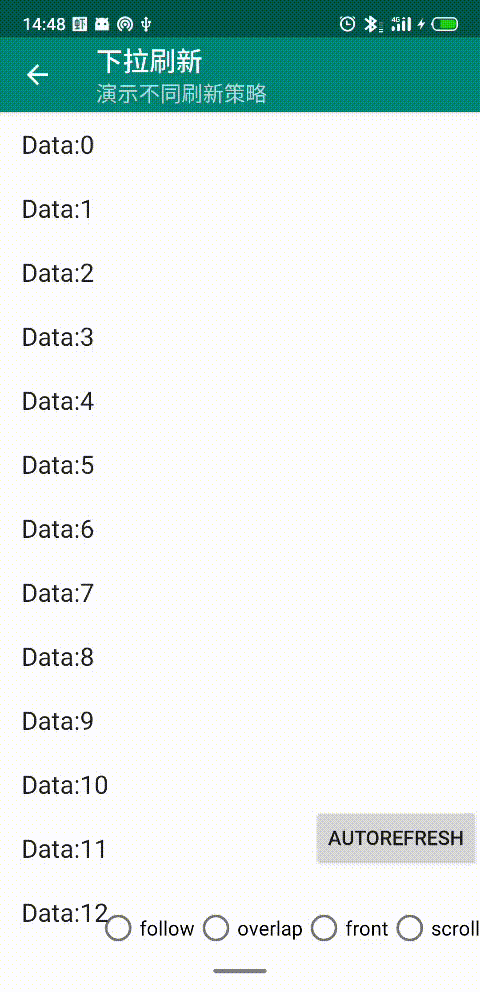 14:48
下拉刷新
演示不同刷新策略
Data:0
Data:1
Data:2
Data:3
Data:4
Data:5
Data:6
Data:7
Data:8
Data:9
Data:10
AUTOREFRESH
Data:11
Data:12
follow overlap front scroll